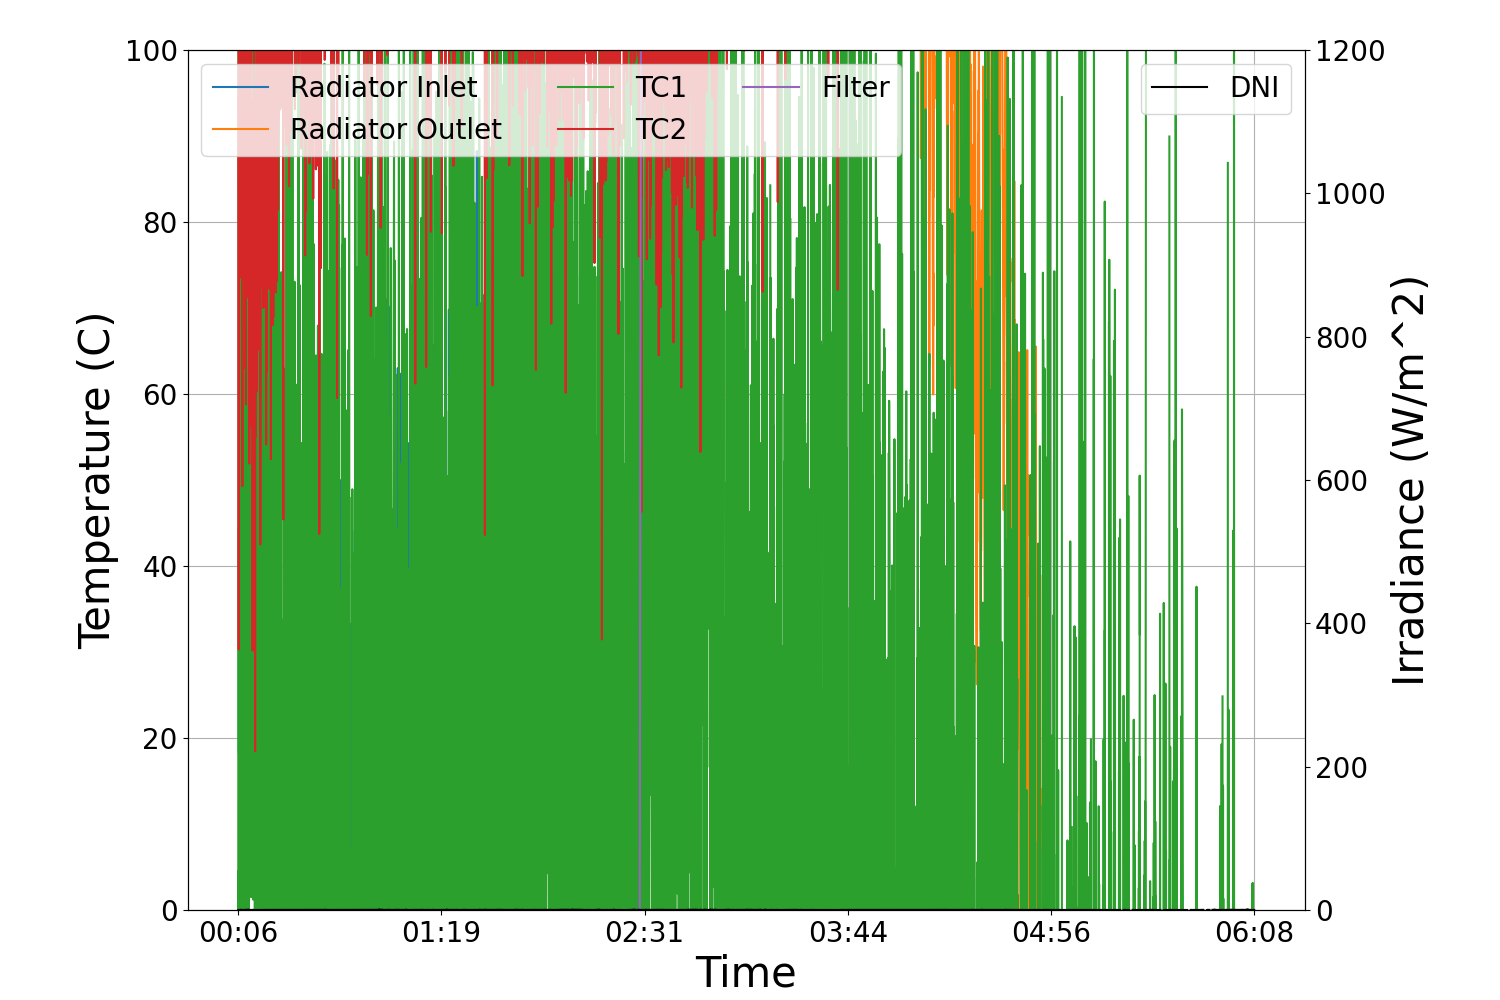 100
80
60
40
20
0
Temperature (C)
Radiator Inlet
Radiator Outlet
TC1
TC2
Filter
DNI
1200
1000
800
600
400
200
0
Irradiance (W/m^2)
00:06
01:19
02:31
03:44
04:56
06:08
Time